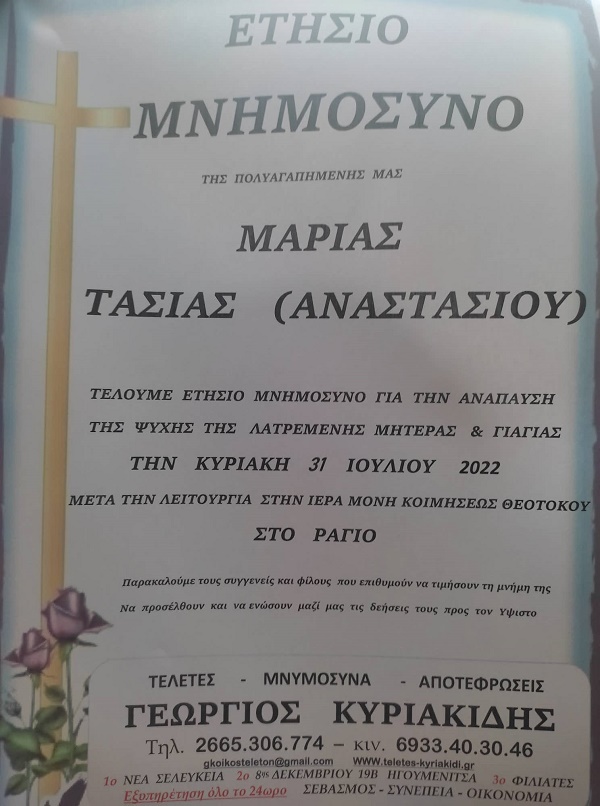 ΕΤΗΣΙΟ
ΜΝΗΜΟΣΥΝΟ
ΤΗΣ ΠΟΛΥΑΓΑΠΗΜΕΝΗΣ ΜΑΣ
ΜΑΡΙΑΣ
ΤΑΣΙΑΣ (ΑΝΑΣΤΑΣΙΟΥ)
ΤΕΛΟΥΜΕ ΕΤΗΣΙΟ ΜΝΗΜΟΣΥΝΟ ΓΙΑ ΤΗΝ ΑΝΑΠΑΥΣΗ
ΤΗΣ ΨΥΧΗΣ ΤΗΣ ΛΑΤΡΕΜΕΝΗΣ ΜΗΤΕΡΑΣ & ΓΙΑΓΙΑΣ
ΤΗΝ ΚΥΡΙΑΚΗ 31 ΙΟΥΛΙΟΥ 2022
ΜΕΤΑ ΤΗΝ ΛΕΙΤΟΥΡΓΙΑ ΣΤΗΝ ΙΕΡΑ ΜΟΝΗ ΚΟΙΜΗΣΕΩΣ ΘΕΟΤΟΚΟΥ
ΣΤΟ ΡΑΓΙΟ
Παρακαλούμε τους συγγενείς και φίλους που επιθυμούν να τιμήσουν τη μνήμη της
Να προσέλθουν και να ενώσουν μαζί μας τις δεήσεις τους προς τον Υψιστο
ΤΕΛΕΤΕΣ - ΜΝΥΜΟΣΥΝΑ - ΑΠΟΤΕΦΡΩΣΕΙΣ
ΓΕΩΡΓΙΟΣ ΚΥΡΙΑΚΙΔΗΣ
Τηλ. 2665.306.774 – κιν. 6933.40.30.46
gkoikosteleton@gmail.com www.teletes-kyriakidi.gr
1ο ΝΕΑ ΣΕΛΕΥΚΕΙΑ 2ο 8ης ΔΕΚΕΜΒΡΙΟΥ 19Β ΗΓΟΥΜΕΝΙΤΣΑ 3ο ΦΙΛΙΑΤΕΣ
Εξυπηρέτηση όλο το 24ωρο ΣΕΒΑΣΜΟΣ - ΣΥΝΕΠΕΙΑ - ΟΙΚΟΝΟΜΙΑ